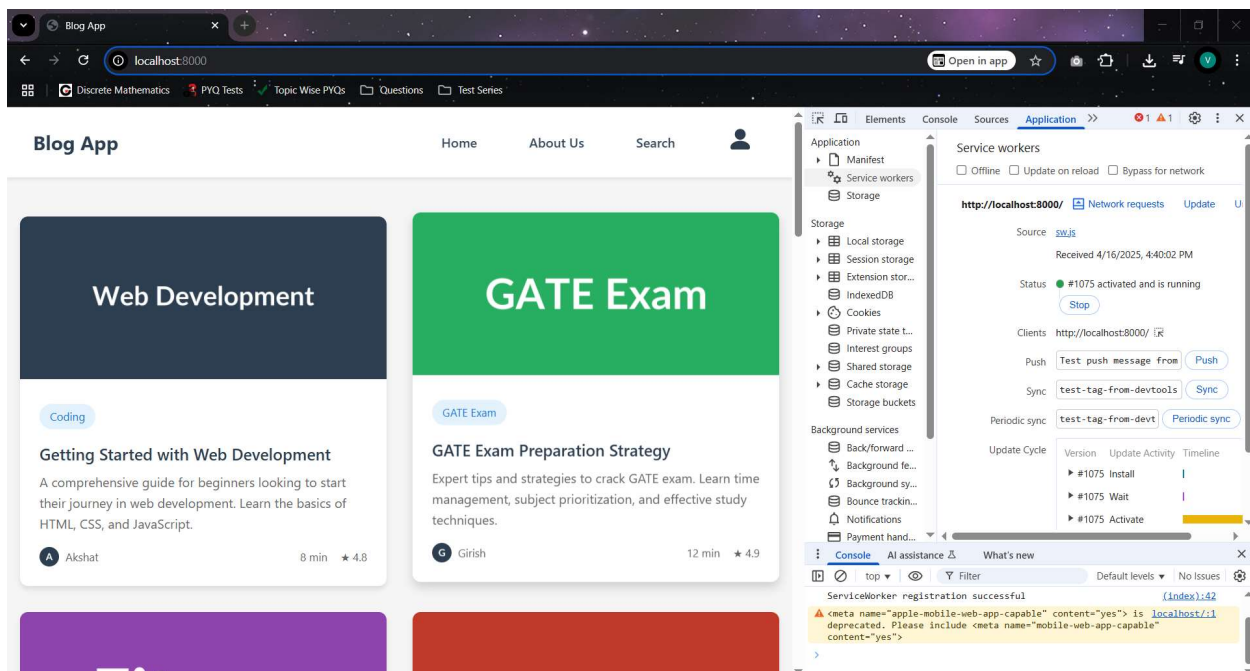 Blog App
localhost:8000
Open in app
V
Discrete Mathematics PYQ Tests Topic Wise PYQs Questions Test Series
Blog App
Home About Us Search
Web Development
Coding
Getting Started with Web Development
A comprehensive guide for beginners looking to start
their journey in web development. Learn the basics of
HTML, CSS, and JavaScript.
A Akshat 8 min ★ 4.8
GATE Exam
GATE Exam
GATE Exam Preparation Strategy
Expert tips and strategies to crack GATE exam. Learn time
management, subject prioritization, and effective study
techniques.
G Girish 12 min ★ 4.9
Elements Console Sources Application 1 1
Application
Manifest
Service workers
Storage
Storage
Local storage
Session storage
Extension stor...
IndexedDB
Cookies
Private state t...
Interest groups
Shared storage
Cache storage
Storage buckets
Background services
Back/forward ...
Background fe...
Background sy...
Bounce trackin...
Notifications
Payment hand...
Service workers
Offline Update on reload Bypass for network
http://localhost:8000/ Network requests Update U
Source sw.js
Received 4/16/2025, 4:40:02 PM
Status #1075 activated and is running
Stop
Clients http://localhost:8000/
Push Test push message from Push
Sync test-tag-from-devtools Sync
Periodic sync test-tag-from-devt Periodic sync
Update Cycle Version Update Activity Timeline
#1075 Install
#1075 Wait
#1075 Activate
Console AI assistance What's new
top Filter Default levels No Issues
ServiceWorker registration successful (index):42
<meta name="apple-mobile-web-app-capable" content="yes"> is localhost/:1
deprecated. Please include <meta name="mobile-web-app-capable"
content="yes">